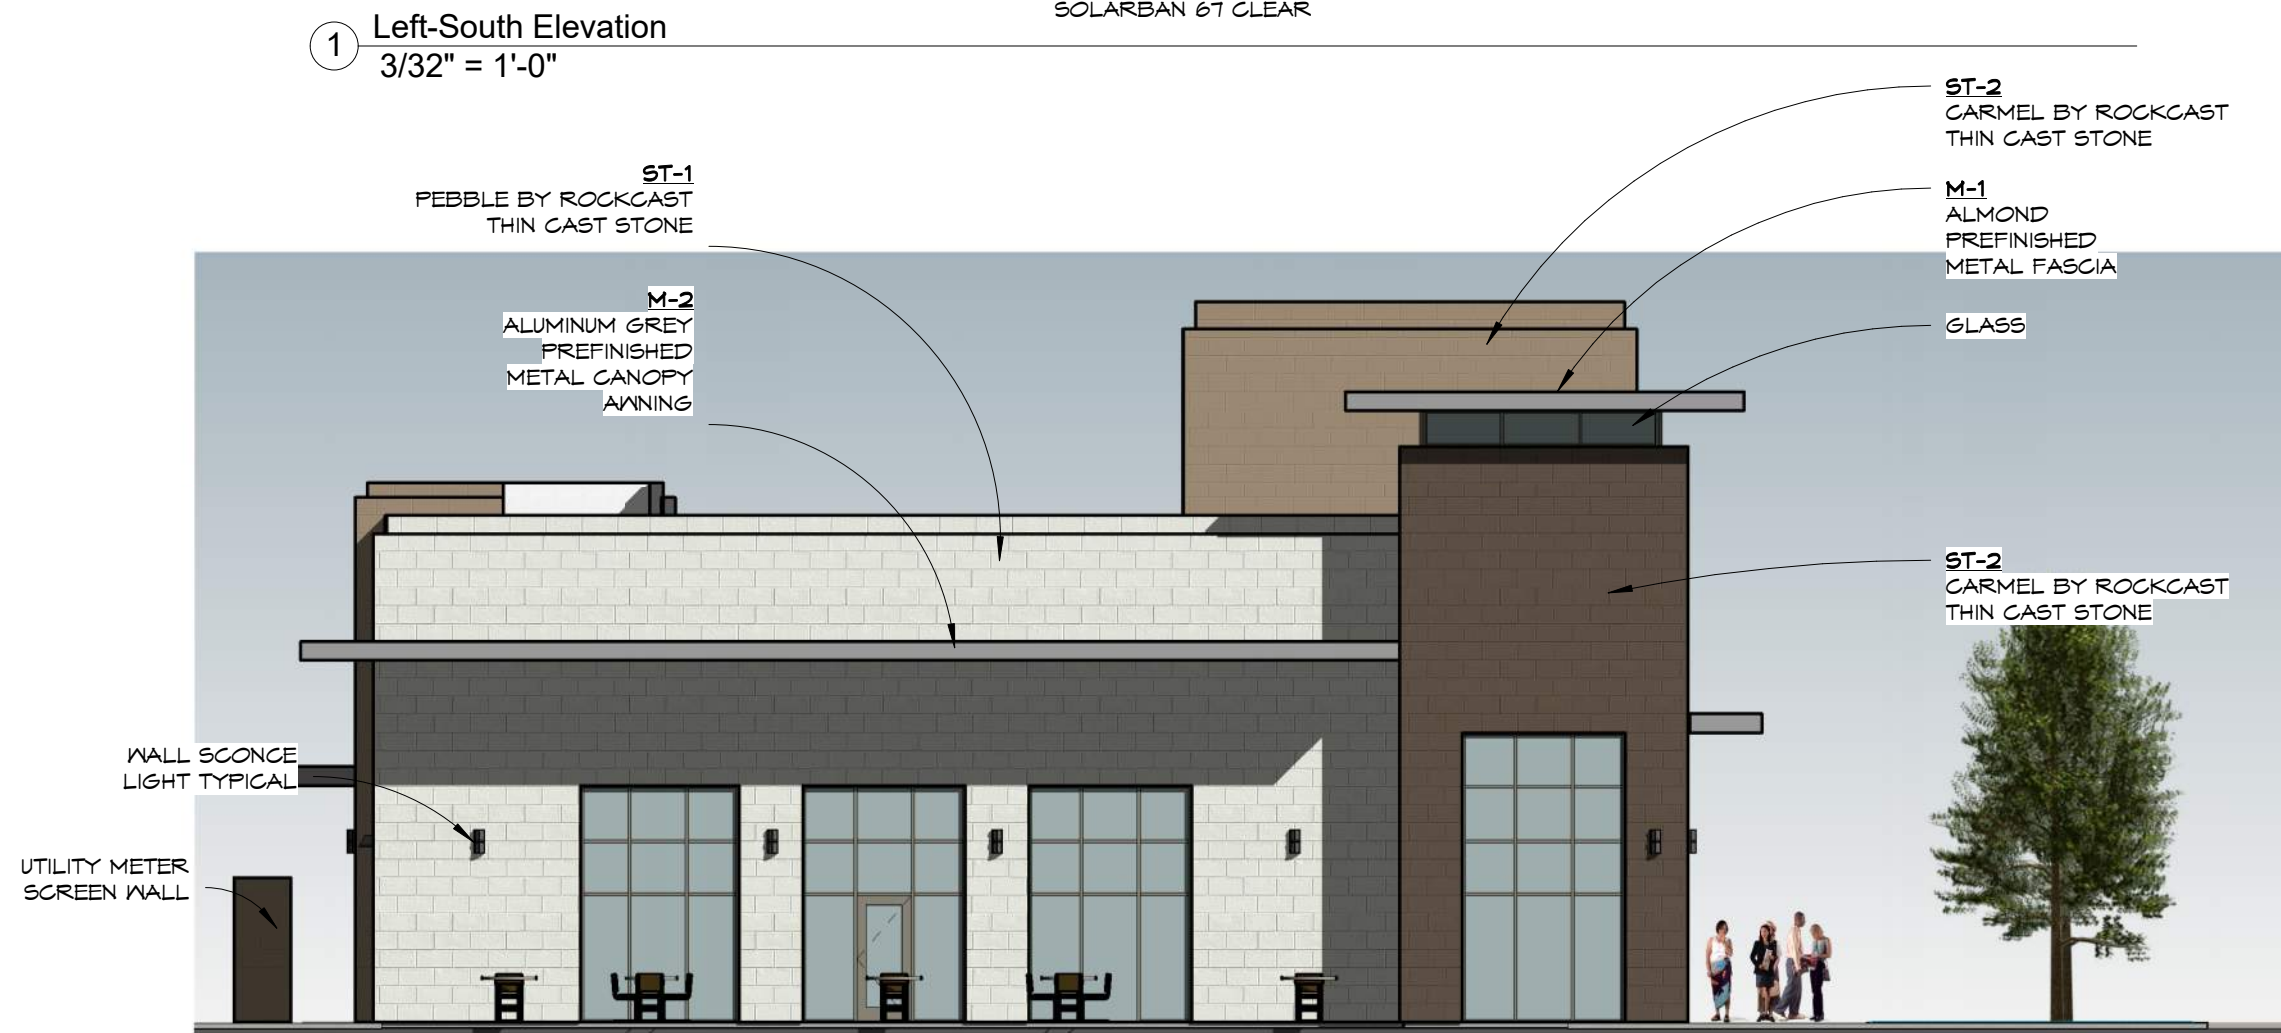 SOLARBAN 67 CLEAR
1
Left-South Elevation
3/32" = 1'-0"
ST-2
CARMEL BY ROCKCAST
THIN CAST STONE
ST-1
PEBBLE BY ROCKCAST
THIN CAST STONE
M-1
ALMOND
PREFINISHED
METAL FASCIA
M-2
ALUMINUM GREY
PREFINISHED
METAL CANOPY
AWNING
GLASS
ST-2
CARMEL BY ROCKCAST
THIN CAST STONE
WALL SCONCE
LIGHT TYPICAL
UTILITY METER
SCREEN WALL